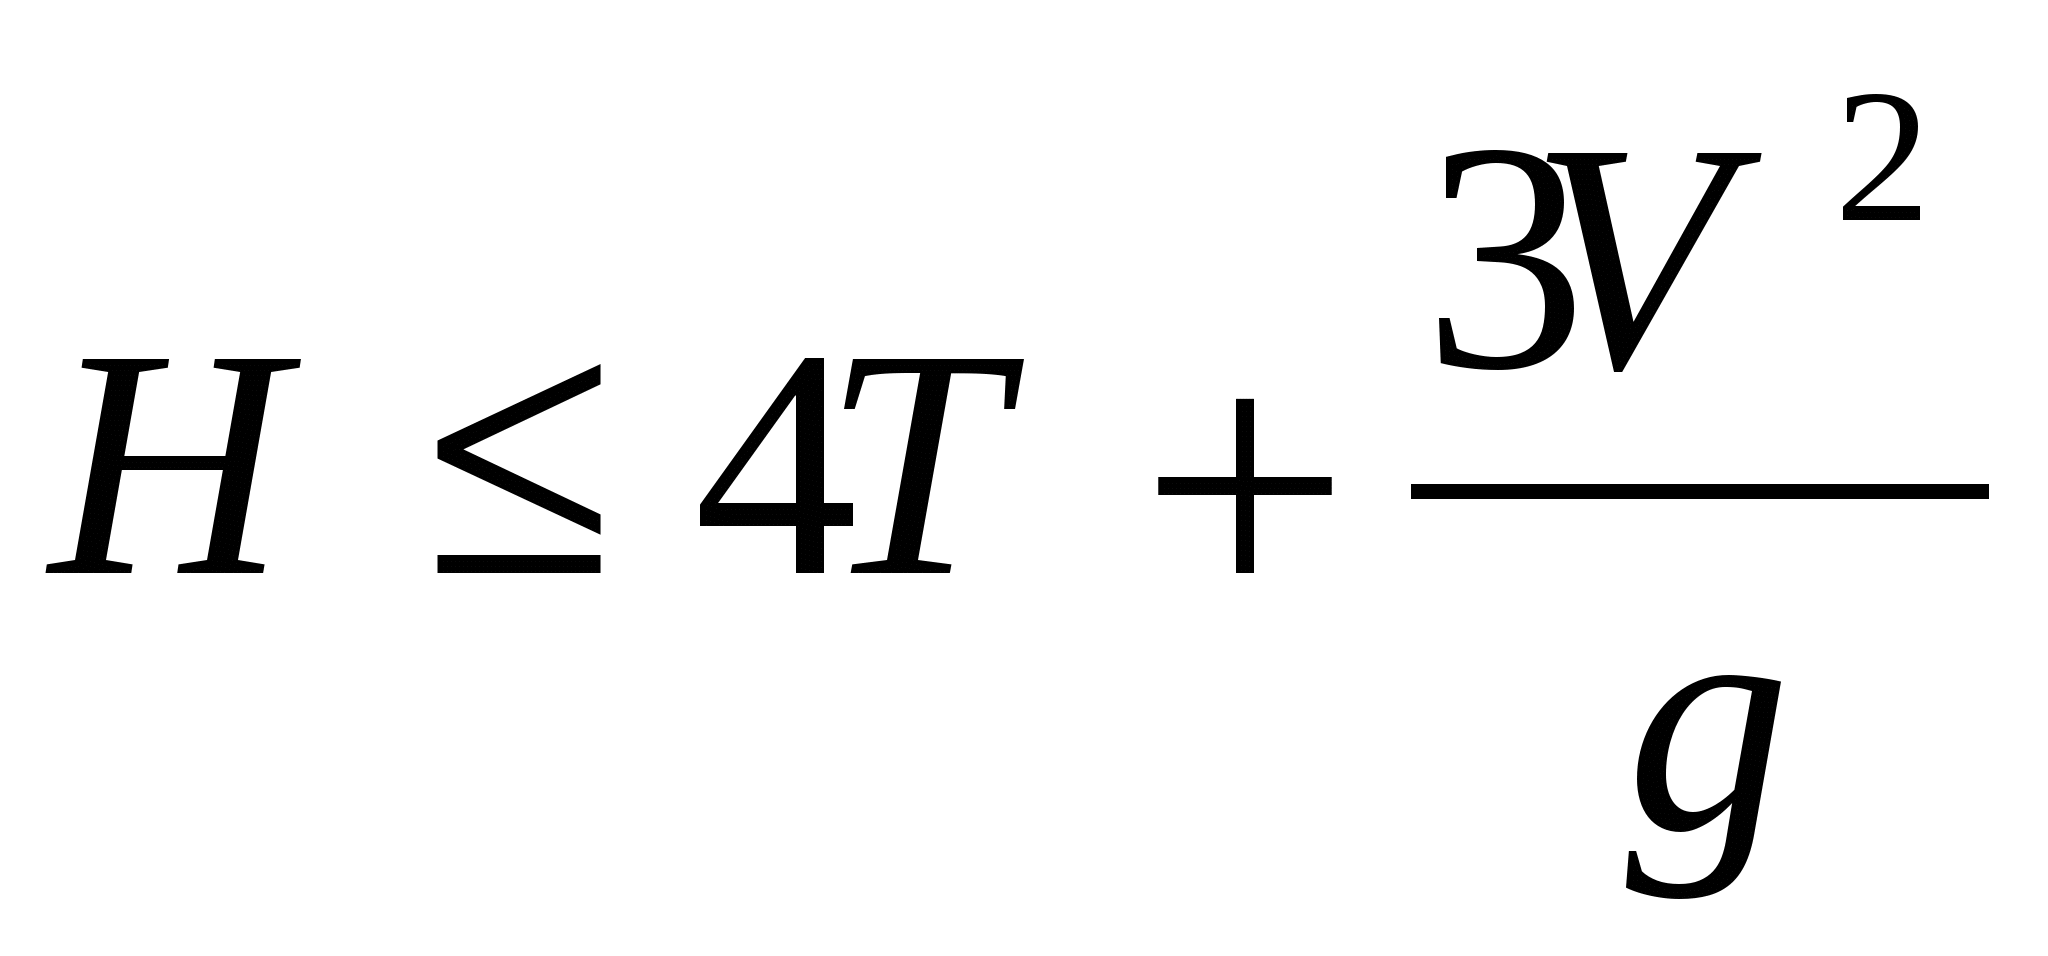 H ≤ 4T + 3V²/g